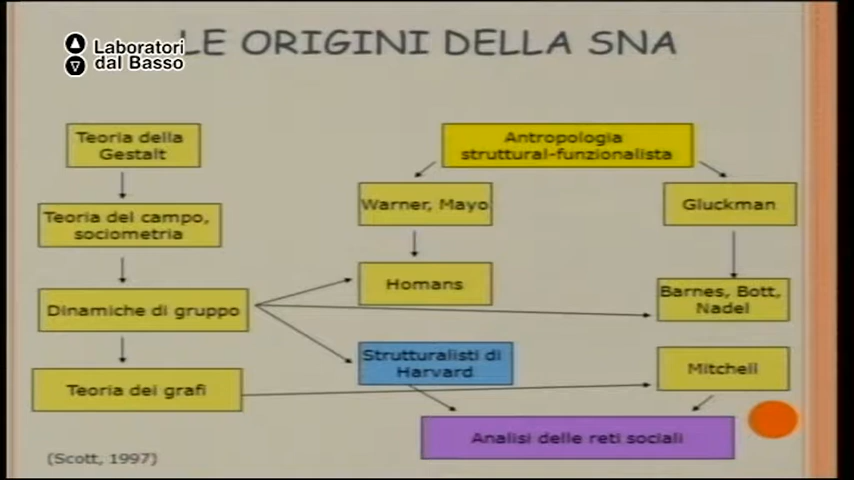 Laboratori
dal Basso
LE ORIGINI DELLA SNA
Teoria della
Gestalt
Antropologia
struttural-funzionalista
Teoria del campo,
sociometria
Warner, Mayo
Gluckman
Dinamiche di gruppo
Homans
Barnes, Bott,
Nadel
Strutturalisti di
Harvard
Teoria dei grafi
Mitchell
Analisi delle reti sociali
(Scott, 1997)